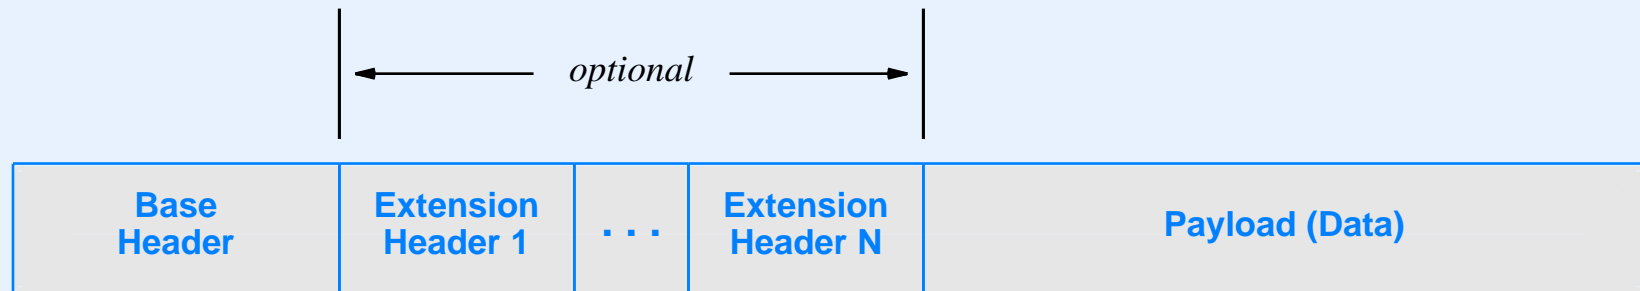 optional
Base
Header
Extension
Header 1
. . .
Extension
Header N
Payload (Data)